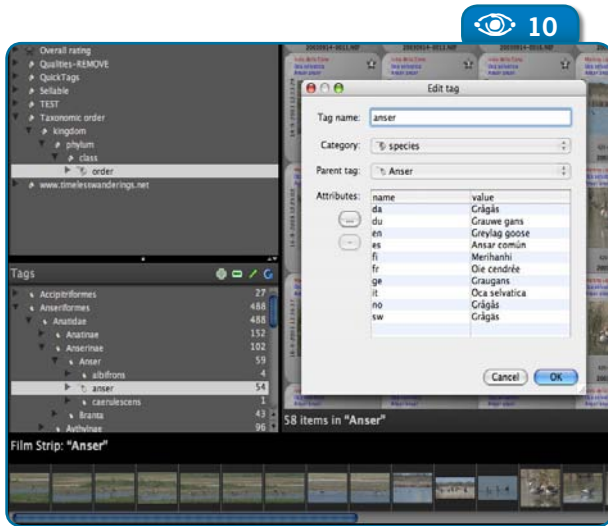 10
Overall rating
Qualities-REMOVE
QuickTags
Sellable
TEST
Taxonomic order
kingdom
phylum
class
order
www.timelesswanderings.net
Tags
Accipitriformes 27
Anseriformes 488
Anatidae 488
Anatinae 152
Anserinae 102
Anser 59
albifrons 4
anser 54
caerulescens 1
Branta 43
Aythyinae 96
Edit tag
Tag name: anser
Category: species
Parent tag: Anser
Attributes: name value
da Grågås
du Grauwe gans
en Greylag goose
es Ansar común
fi Merihanhi
fr Oie cendrée
ge Graugans
it Oca selvatica
no Grågås
sw Grågäs
... 
-
Cancel OK
58 items in "Anser"
Film Strip: "Anser"